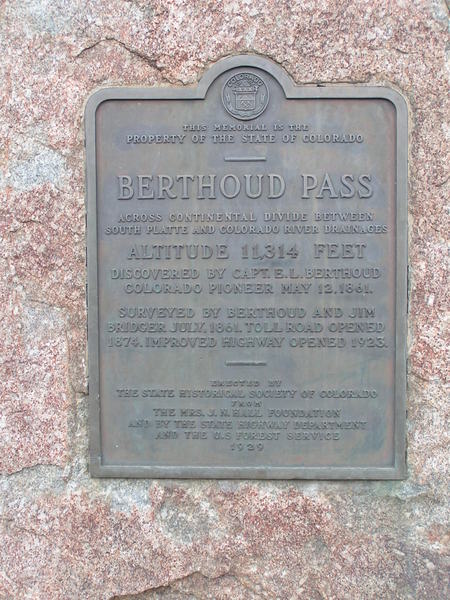 COLORADO
THIS MEMORIAL IS THE
PROPERTY OF THE STATE OF COLORADO
BERTHOUD PASS
ACROSS CONTINENTAL DIVIDE BETWEEN
SOUTH PLATTE AND COLORADO RIVER DRAINAGES
ALTITUDE 11,314 FEET
DISCOVERED BY CAPT. E. L. BERTHOUD
COLORADO PIONEER MAY 12, 1861.
SURVEYED BY BERTHOUD AND JIM
BRIDGER JULY, 1861. TOLL ROAD OPENED
1874. IMPROVED HIGHWAY OPENED 1923.
ERECTED BY
THE STATE HISTORICAL SOCIETY OF COLORADO
FROM
THE MRS. J. N. HALL FOUNDATION
AND BY THE STATE HIGHWAY DEPARTMENT
AND THE U.S FOREST SERVICE
1929